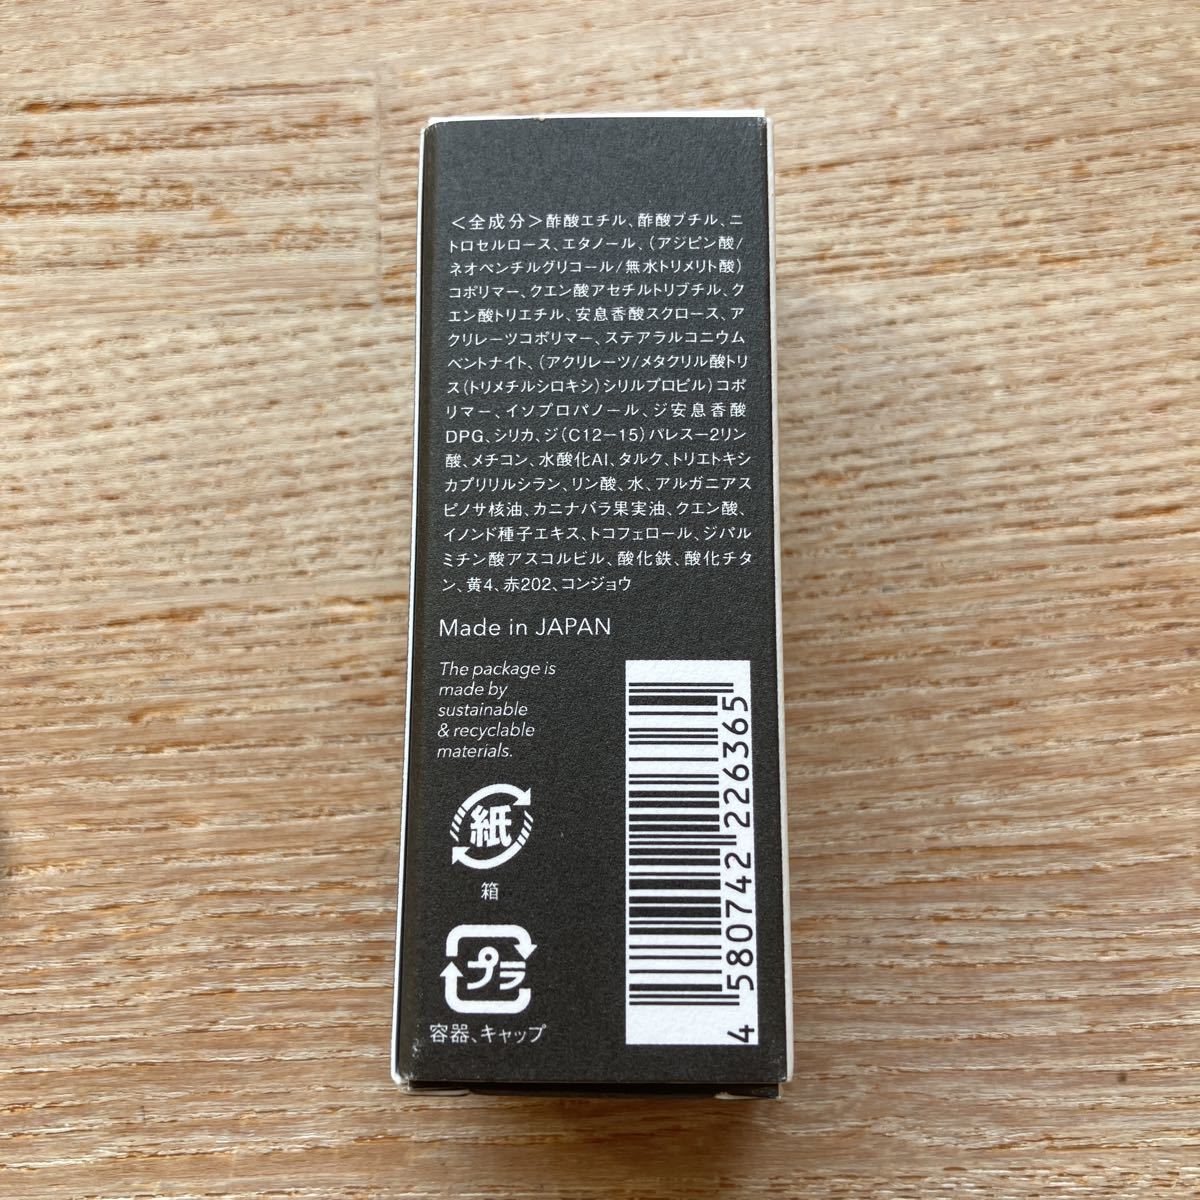 ＜全成分＞酢酸エチル、酢酸ブチル、ニ
トロセルロース、エタノール、（アジピン酸/
ネオペンチルグリコール/無水トリメリト酸）
コポリマー、クエン酸アセチルトリブチル、ク
エン酸トリエチル、安息香酸スクロース、ア
クリレーツコポリマー、ステアラルコニウム
ベントナイト、（アクリレーツ/メタクリル酸トリ
ス（トリメチルシロキシ）シリルプロピル）コポ
リマー、イソプロパノール、ジ安息香酸
DPG、シリカ、ジ（C12－15）パレス－2リン
酸、メチコン、水酸化Al、タルク、トリエトキシ
カプリリルシラン、リン酸、水、アルガニアス
ピノサ核油、カニナバラ果実油、クエン酸、
イノンド種子エキス、トコフェロール、ジパル
ミチン酸アスコルビル、酸化鉄、酸化チタ
ン、黄4、赤202、コンジョウ
Made in JAPAN
The package is
made by
sustainable
& recyclable
materials.
紙
箱
プラ
容器、キャップ
4 580742 226365